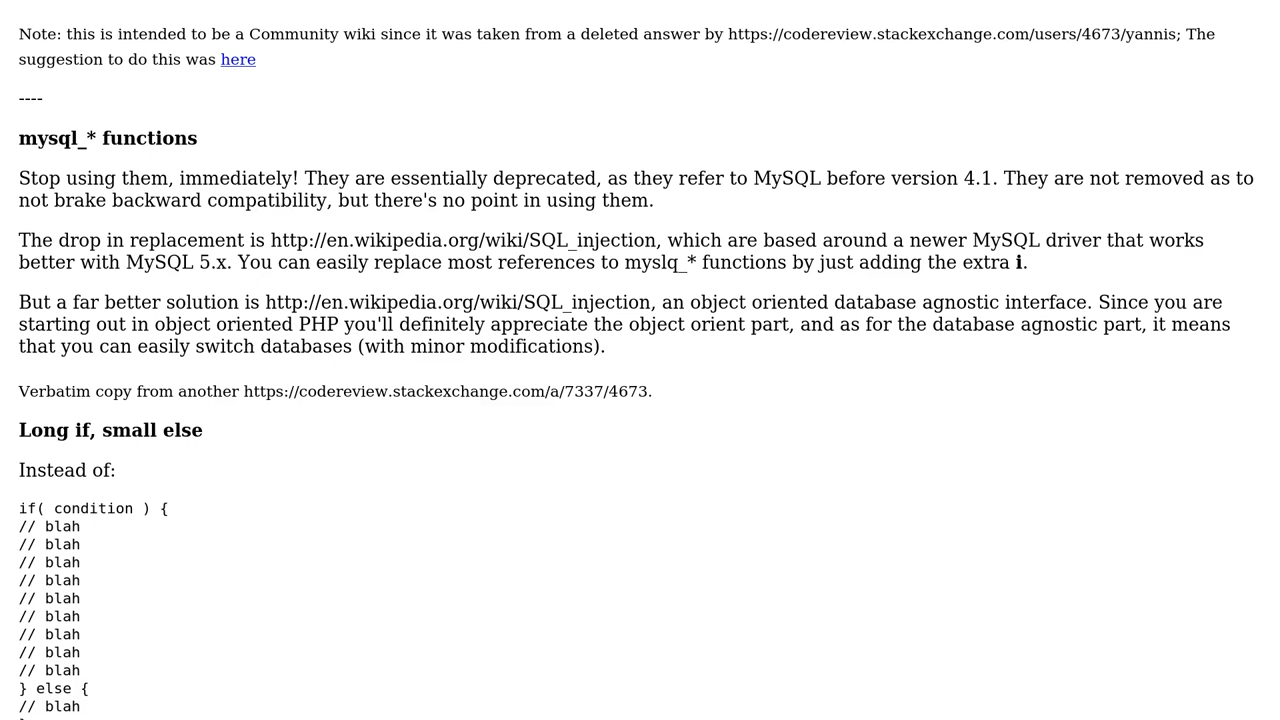 Note: this is intended to be a Community wiki since it was taken from a deleted answer by https://codereview.stackexchange.com/users/4673/yannis; The
suggestion to do this was here
----
mysql_* functions
Stop using them, immediately! They are essentially deprecated, as they refer to MySQL before version 4.1. They are not removed as to
not brake backward compatibility, but there's no point in using them.
The drop in replacement is http://en.wikipedia.org/wiki/SQL_injection, which are based around a newer MySQL driver that works
better with MySQL 5.x. You can easily replace most references to myslq_* functions by just adding the extra i.
But a far better solution is http://en.wikipedia.org/wiki/SQL_injection, an object oriented database agnostic interface. Since you are
starting out in object oriented PHP you'll definitely appreciate the object orient part, and as for the database agnostic part, it means
that you can easily switch databases (with minor modifications).
Verbatim copy from another https://codereview.stackexchange.com/a/7337/4673.
Long if, small else
Instead of:
if( condition ) {
// blah
// blah
// blah
// blah
// blah
// blah
// blah
// blah
// blah
} else {
// blah